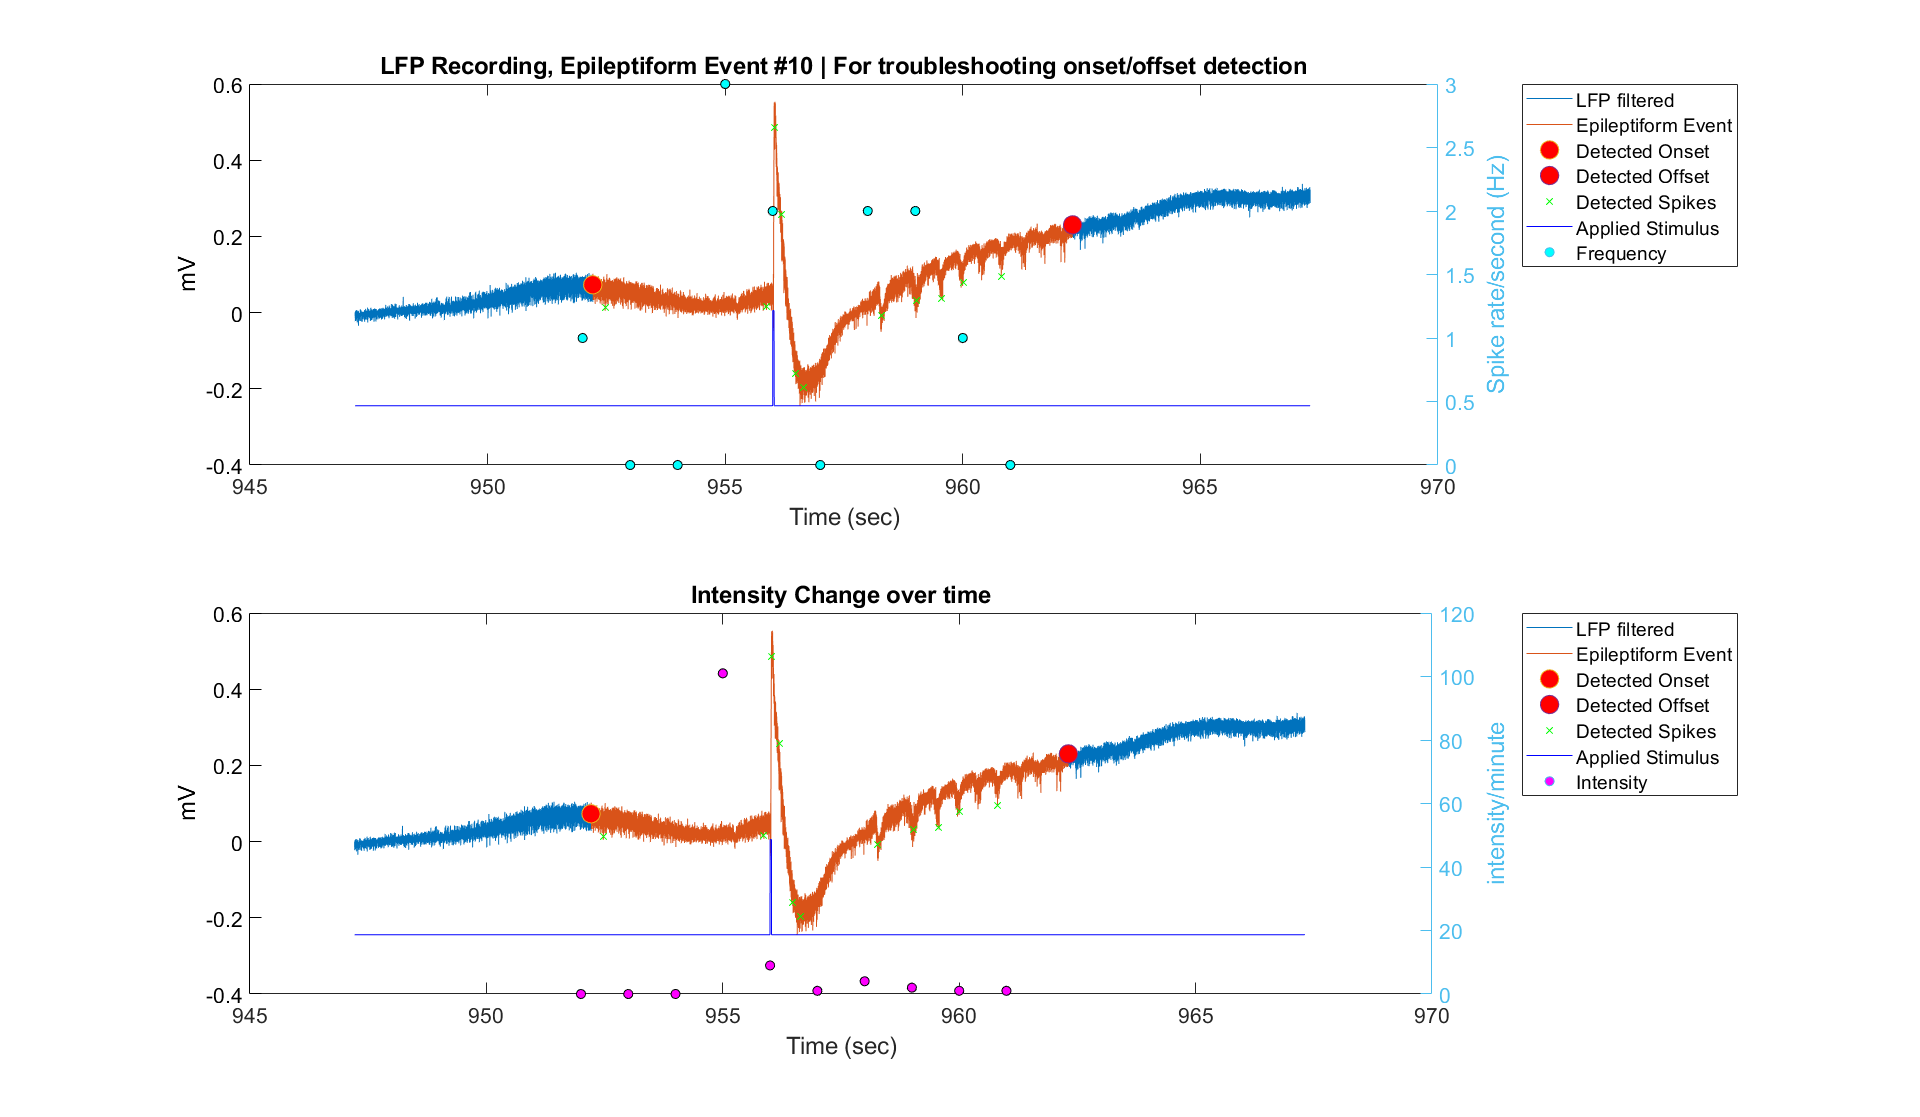 LFP Recording, Epileptiform Event #10 | For troubleshooting onset/offset detection
0.6
0.4
0.2
0
-0.2
-0.4
mV
945
950
955
960
965
970
Time (sec)
3
2.5
2
1.5
1
0.5
0
Spike rate/second (Hz)
LFP filtered
Epileptiform Event
Detected Onset
Detected Offset
Detected Spikes
Applied Stimulus
Frequency
Intensity Change over time
0.6
0.4
0.2
0
-0.2
-0.4
mV
945
950
955
960
965
970
Time (sec)
120
100
80
60
40
20
0
intensity/minute
LFP filtered
Epileptiform Event
Detected Onset
Detected Offset
Detected Spikes
Applied Stimulus
Intensity